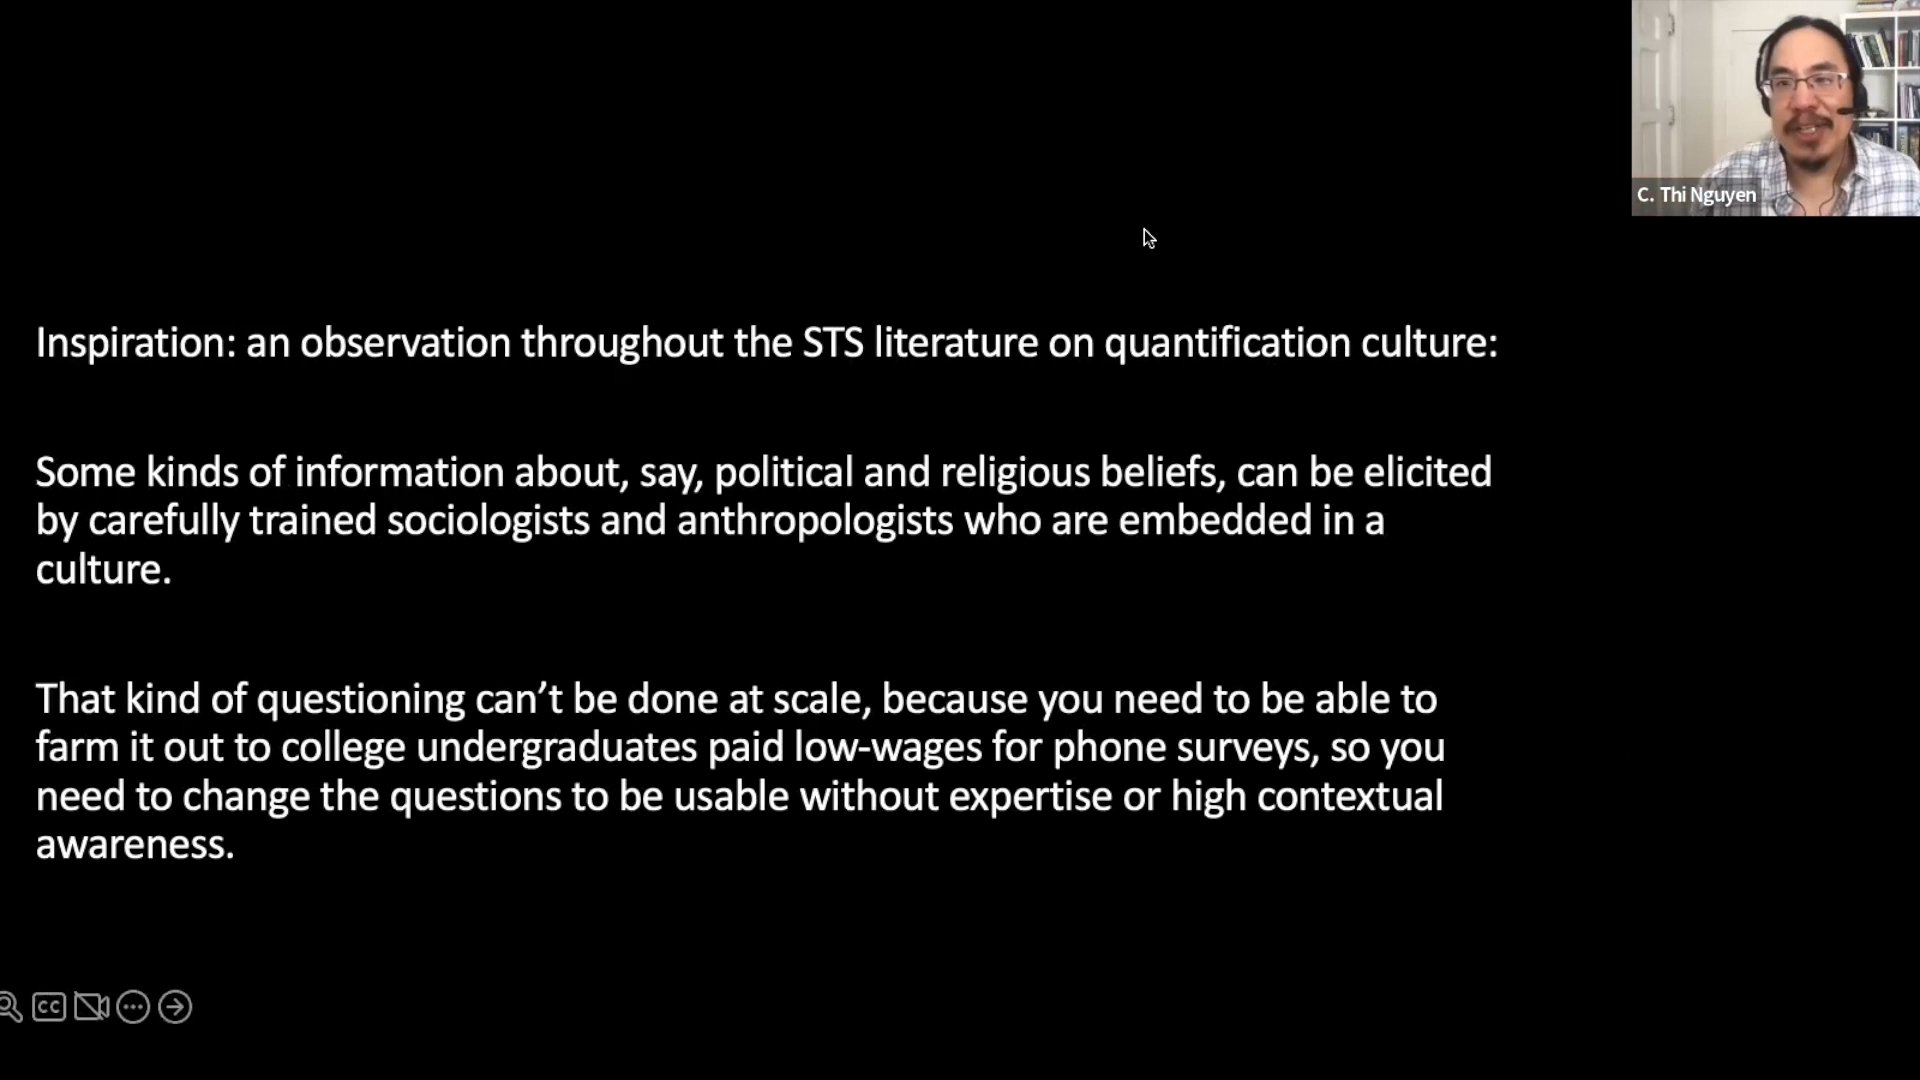 C. Thi Nguyen
Inspiration: an observation throughout the STS literature on quantification culture:
Some kinds of information about, say, political and religious beliefs, can be elicited
by carefully trained sociologists and anthropologists who are embedded in a
culture.
That kind of questioning can’t be done at scale, because you need to be able to
farm it out to college undergraduates paid low-wages for phone surveys, so you
need to change the questions to be usable without expertise or high contextual
awareness.
CC